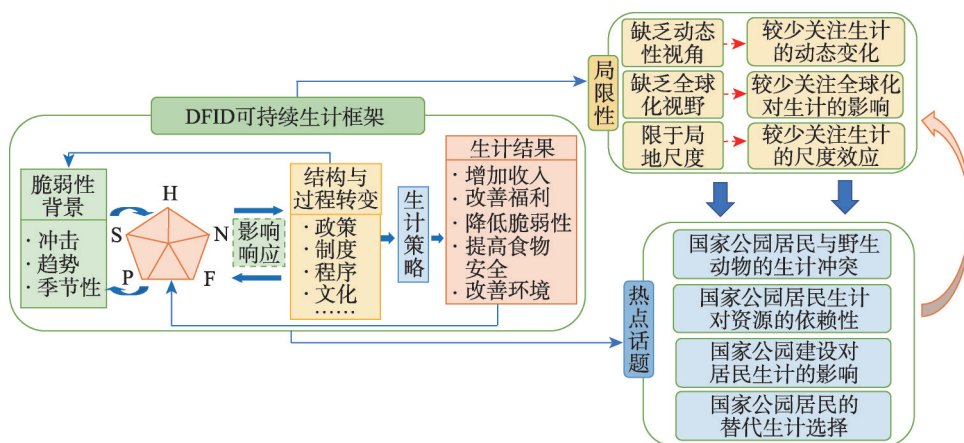 DFID可持续生计框架
脆弱性
背景
· 冲击
· 趋势
· 季节性
H
S
N
P
F
影响
响应
结构与
过程转变
· 政策
· 制度
· 程序
· 文化
……
生计策略
生计结果
· 增加收入
· 改善福利
· 降低脆弱性
· 提高食物
安全
· 改善环境
局限性
缺乏动态
性视角
较少关注生计
的动态变化
缺乏全球
化视野
较少关注全球化
对生计的影响
限于局
地尺度
较少关注生计
的尺度效应
热点话题
国家公园居民与野生
动物的生计冲突
国家公园居民生计
对资源的依赖性
国家公园建设对
居民生计的影响
国家公园居民的
替代生计选择